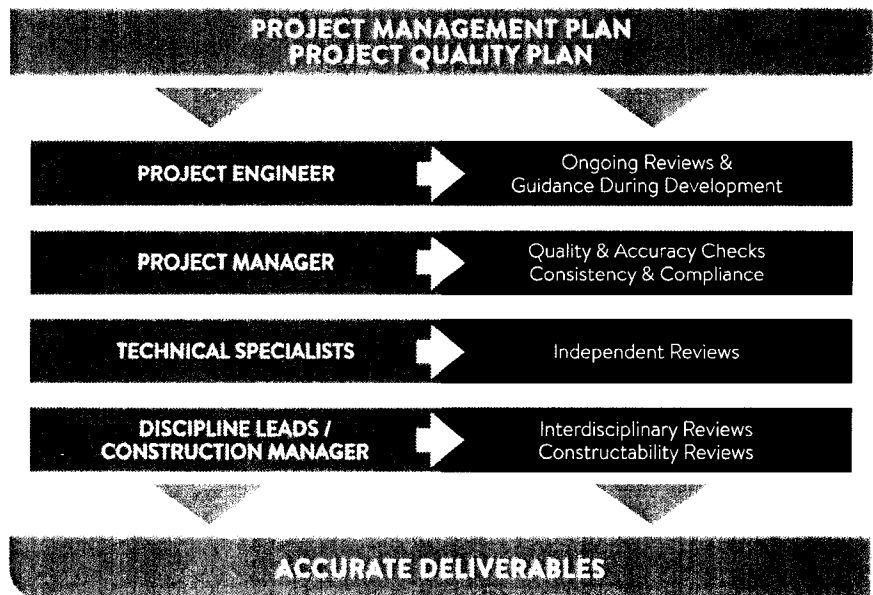 PROJECT MANAGEMENT PLAN
PROJECT QUALITY PLAN
PROJECT ENGINEER
Ongoing Reviews &
Guidance During Development
PROJECT MANAGER
Quality & Accuracy Checks
Consistency & Compliance
TECHNICAL SPECIALISTS
Independent Reviews
DISCIPLINE LEADS /
CONSTRUCTION MANAGER
Interdisciplinary Reviews
Constructability Reviews
ACCURATE DELIVERABLES